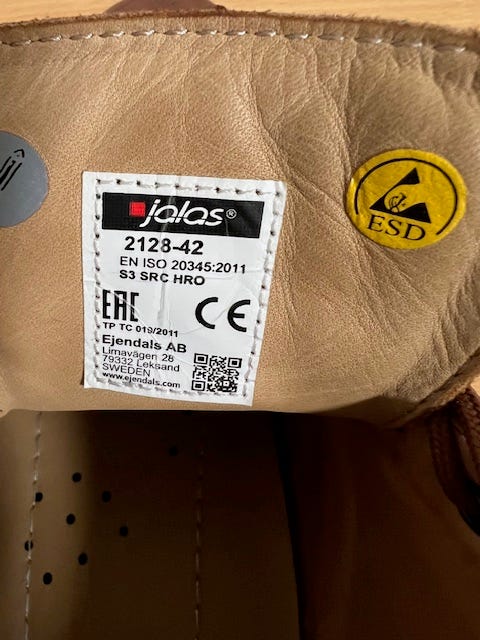 jalas®
2128-42
EN ISO 20345:2011
S3 SRC HRO
EAC CE
TP TC 019/2011
Ejendals AB
Limavägen 28
79332 Leksand
SWEDEN
www.ejendals.com
ESD